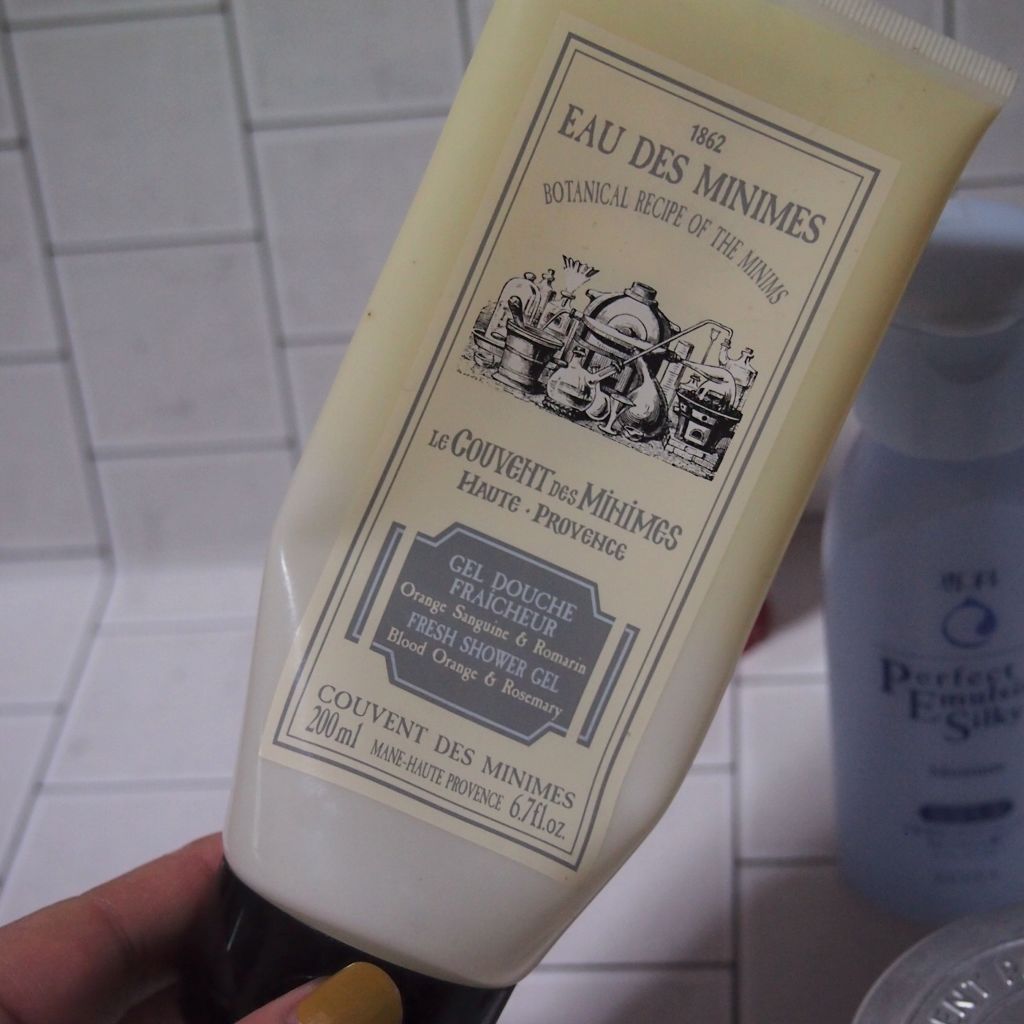 1862
EAU DES MINIMES
BOTANICAL RECIPE OF THE MINIMS
LE COUVENT DES MINIMES
HAUTE · PROVENCE
GEL DOUCHE
FRAICHEUR
Orange Sanguine & Romarin
FRESH SHOWER GEL
Blood Orange & Rosemary
COUVENT DES MINIMES
200ml MANE-HAUTE PROVENCE 6.7fl.oz.
Perfect
Silky